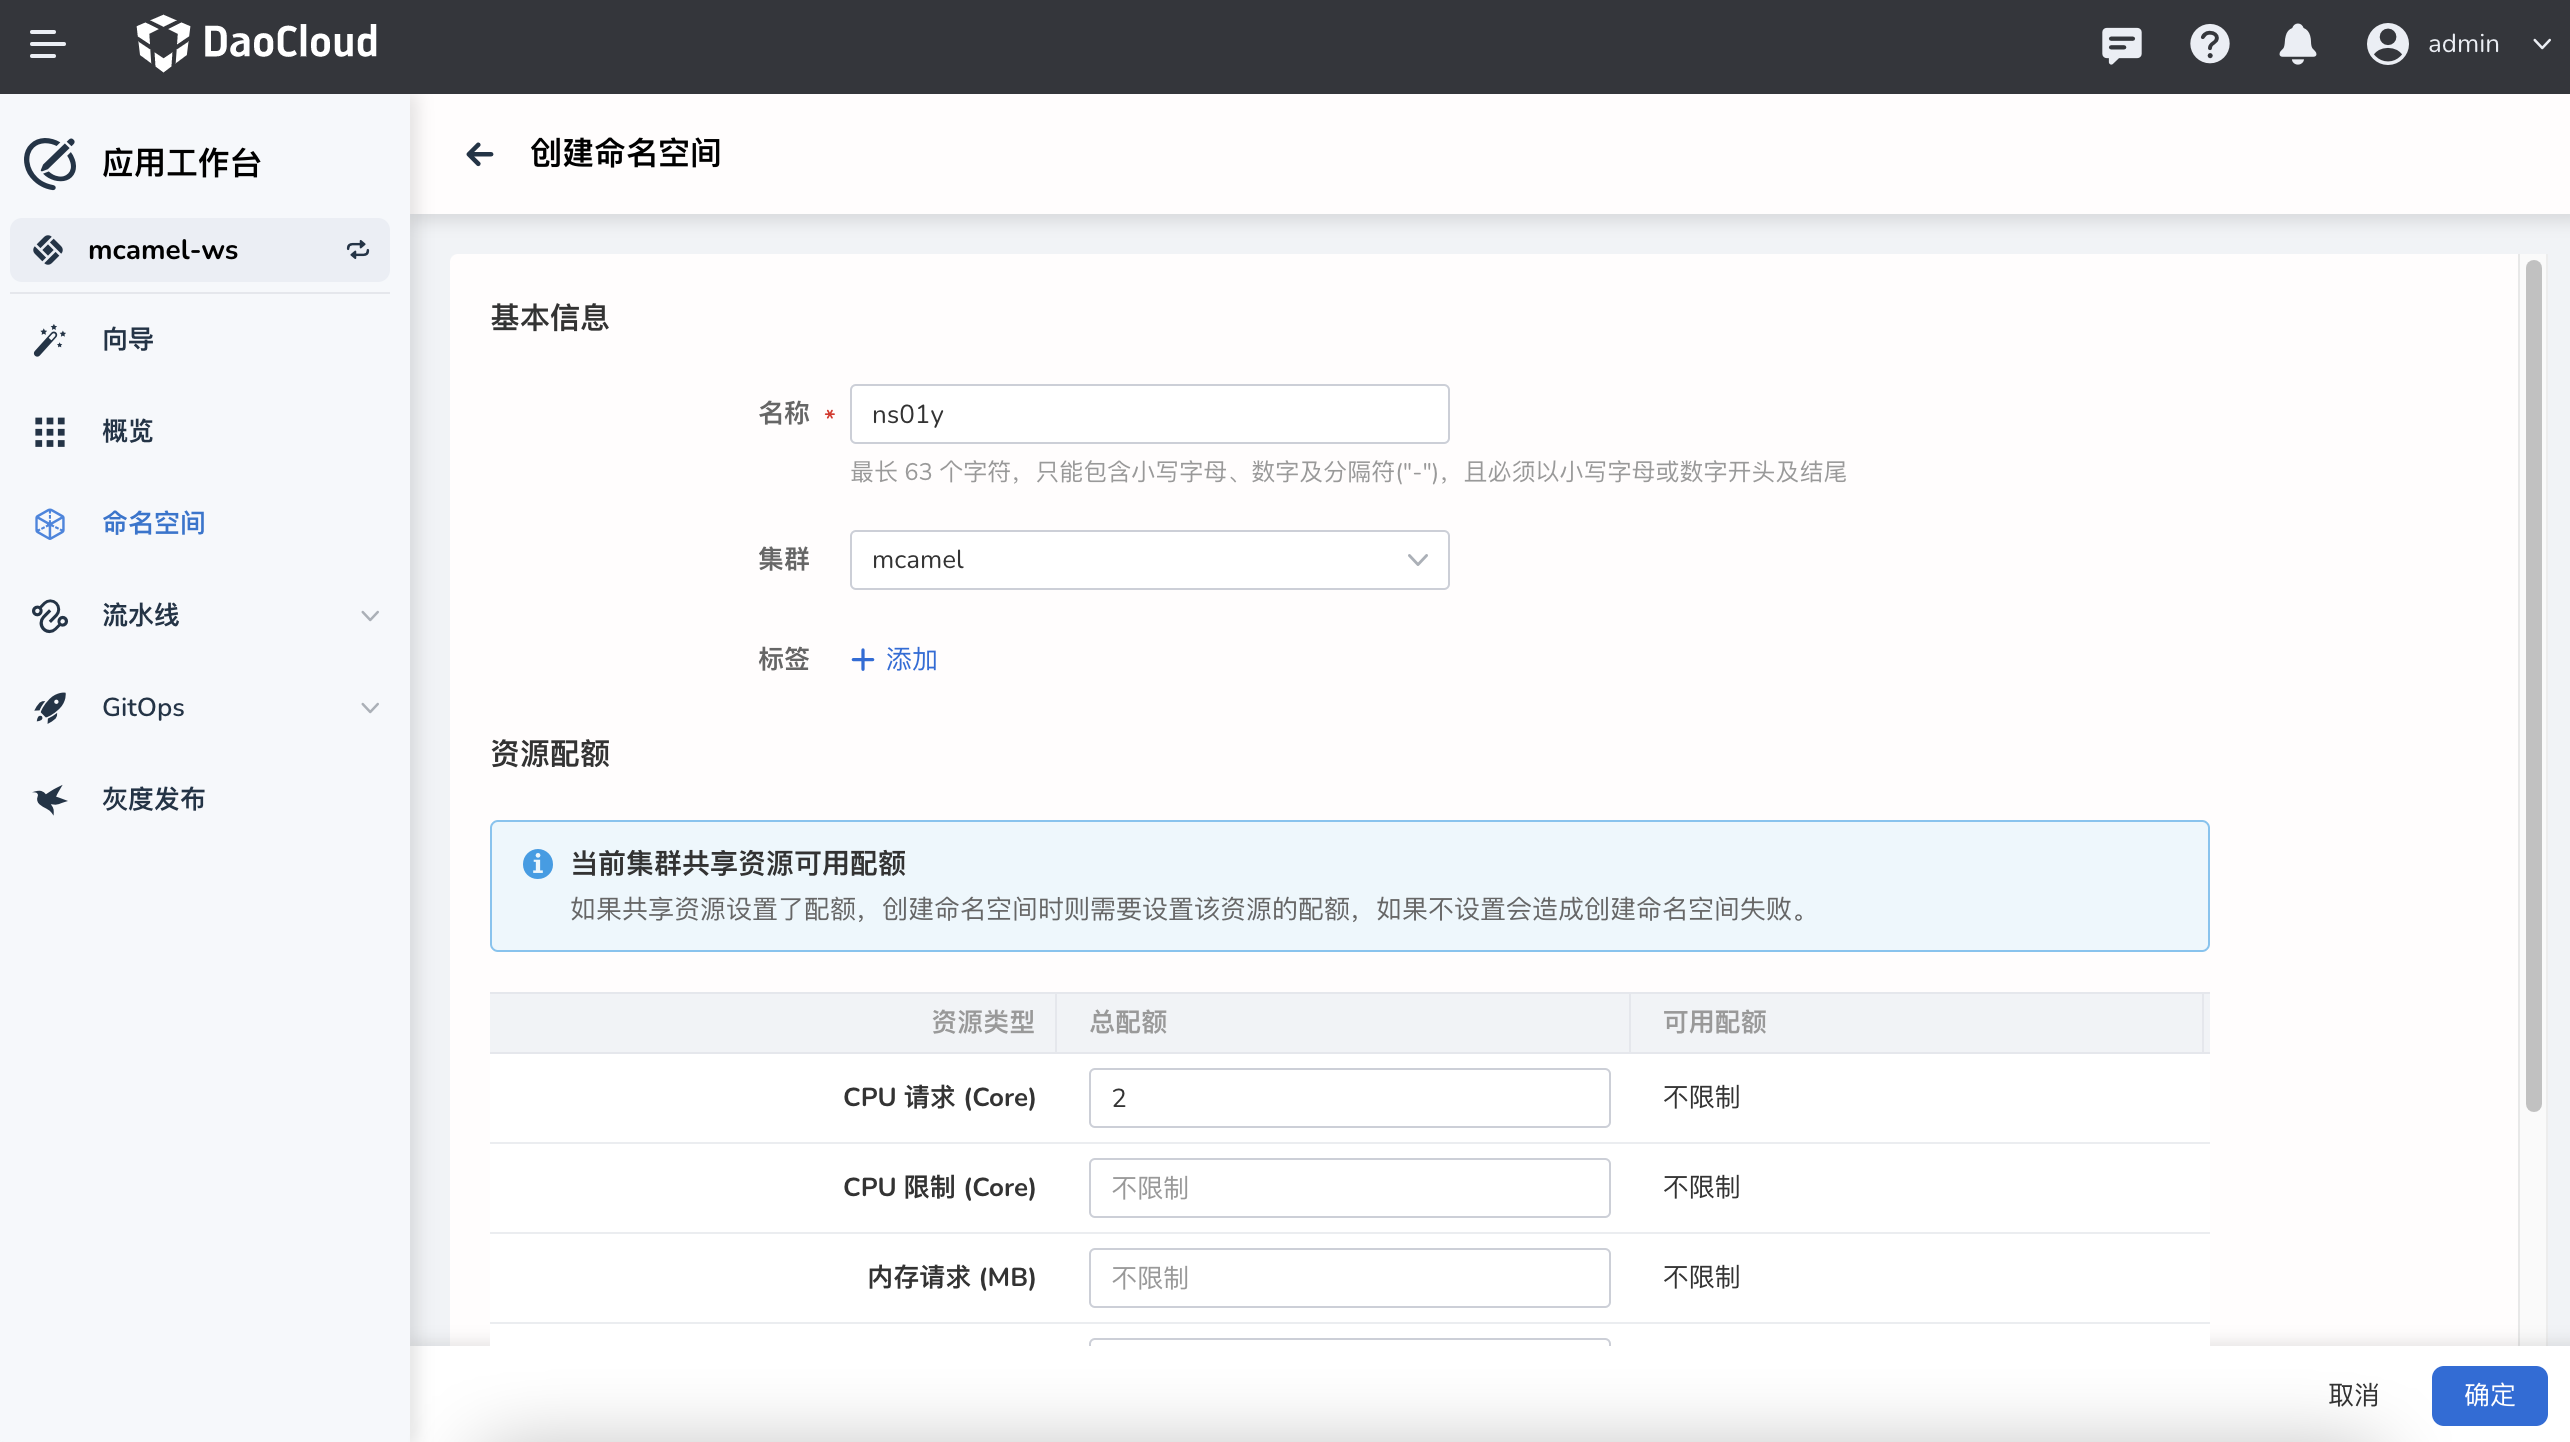 DaoCloud
admin
应用工作台
mcamel-ws
向导
概览
命名空间
流水线
GitOps
灰度发布
创建命名空间
基本信息
名称 * ns01y
最长 63 个字符，只能包含小写字母、数字及分隔符("-")，且必须以小写字母或数字开头及结尾
集群 mcamel
标签 + 添加
资源配额
当前集群共享资源可用配额
如果共享资源设置了配额，创建命名空间时则需要设置该资源的配额，如果不设置会造成创建命名空间失败。
资源类型 总配额 可用配额
CPU 请求 (Core) 2 不限制
CPU 限制 (Core) 不限制 不限制
内存请求 (MB) 不限制 不限制
取消 确定